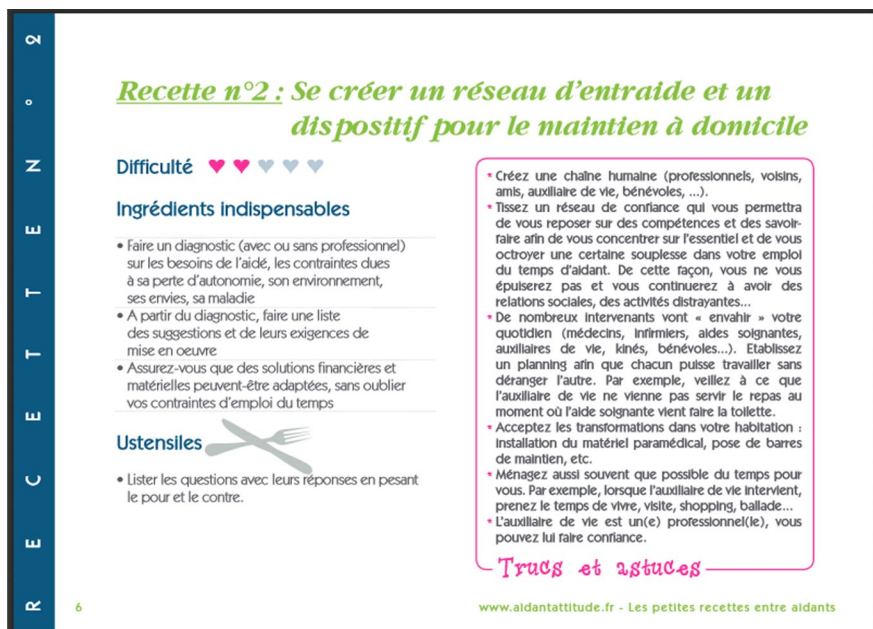 RECETTE N° 2
Recette n°2 : Se créer un réseau d'entraide et un
dispositif pour le maintien à domicile
Difficulté
Ingrédients indispensables
• Faire un diagnostic (avec ou sans professionnel)
sur les besoins de l'aidé, les contraintes dues
à sa perte d'autonomie, son environnement,
ses envies, sa maladie
• A partir du diagnostic, faire une liste
des suggestions et de leurs exigences de
mise en oeuvre
• Assurez-vous que des solutions financières et
matérielles peuvent-être adaptées, sans oublier
vos contraintes d'emploi du temps
Ustensiles
• Lister les questions avec leurs réponses en pesant
le pour et le contre.
* Créez une chaîne humaine (professionnels, voisins,
amis, auxiliaire de vie, bénévoles, ...).
* Tissez un réseau de confiance qui vous permettra
de vous reposer sur des compétences et des savoir-
faire afin de vous concentrer sur l'essentiel et de vous
octroyer une certaine souplesse dans votre emploi
du temps d'aidant. De cette façon, vous ne vous
épuiserez pas et vous continuerez à avoir des
relations sociales, des activités distrayantes...
* De nombreux intervenants vont « envahir » votre
quotidien (médecins, infirmiers, aides soignantes,
auxiliaires de vie, kinés, bénévoles...). Etablissez
un planning afin que chacun puisse travailler sans
déranger l'autre. Par exemple, veillez à ce que
l'auxiliaire de vie ne vienne pas servir le repas au
moment où l'aide soignante vient faire la toilette.
* Acceptez les transformations dans votre habitation :
installation du matériel paramédical, pose de barres
de maintien, etc.
* Ménagez aussi souvent que possible du temps pour
vous. Par exemple, lorsque l'auxiliaire de vie intervient,
prenez le temps de vivre, visite, shopping, ballade...
* L'auxiliaire de vie est un(e) professionnel(le), vous
pouvez lui faire confiance.
Trucs et astuces
6
www.aidantattitude.fr - Les petites recettes entre aidants